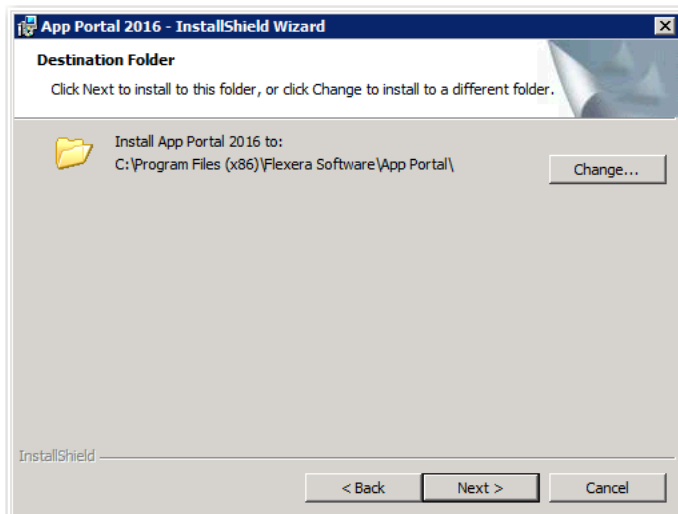 App Portal 2016 - InstallShield Wizard
Destination Folder
Click Next to install to this folder, or click Change to install to a different folder.
Install App Portal 2016 to:
C:\Program Files (x86)\Flexera Software\App Portal\
Change...
InstallShield
< Back
Next >
Cancel